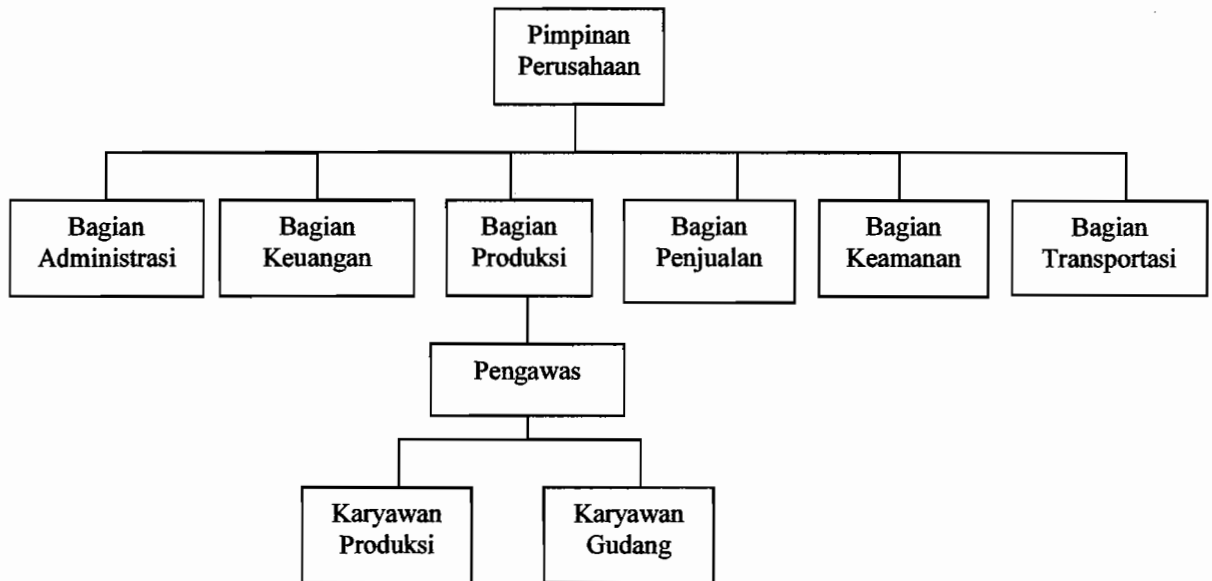 Pimpinan
Perusahaan
Bagian
Administrasi
Bagian
Keuangan
Bagian
Produksi
Bagian
Penjualan
Bagian
Keamanan
Bagian
Transportasi
Pengawas
Karyawan
Produksi
Karyawan
Gudang